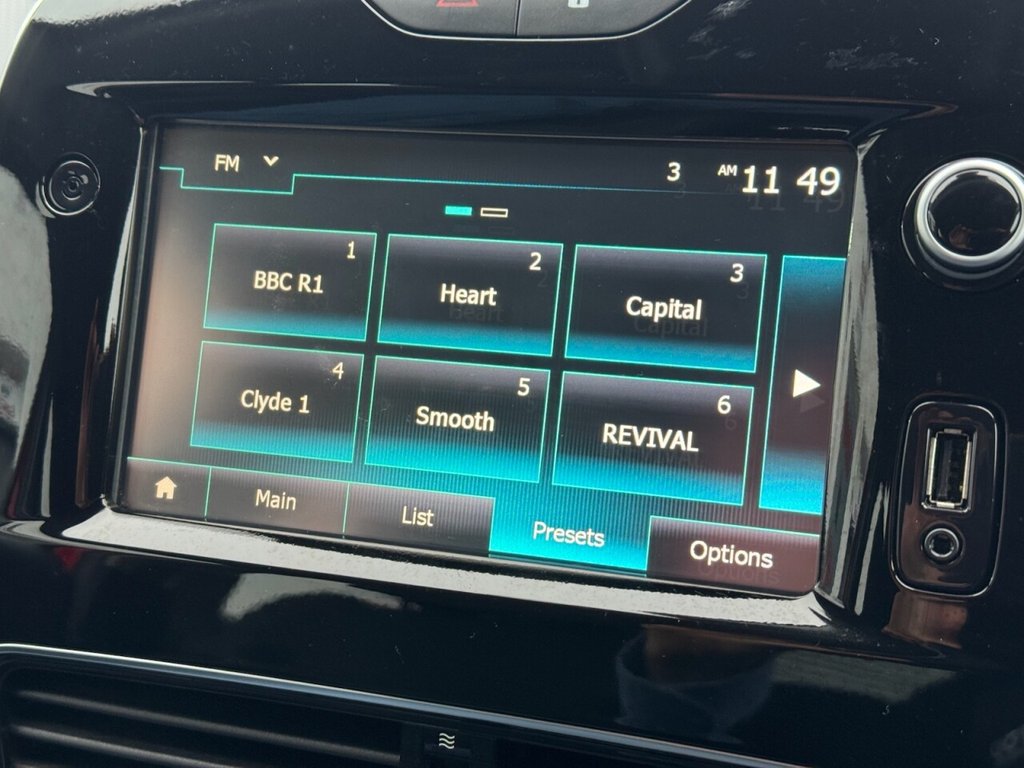 FM
3 AM 11 49
1 2 3
BBC R1 Heart Capital
4 5 6
Clyde 1 Smooth REVIVAL
Main List Presets Options